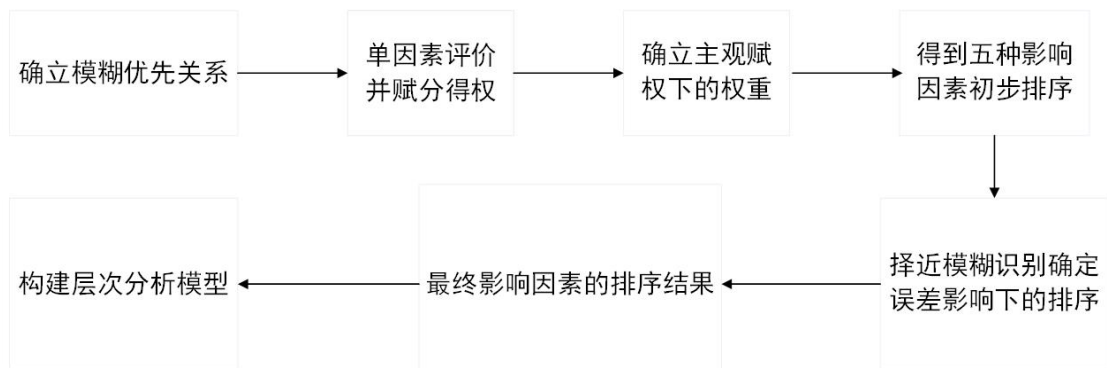 确立模糊优先关系
单因素评价
并赋分得权
确立主观赋
权下的权重
得到五种影响
因素初步排序
择近模糊识别确定
误差影响下的排序
最终影响因素的排序结果
构建层次分析模型